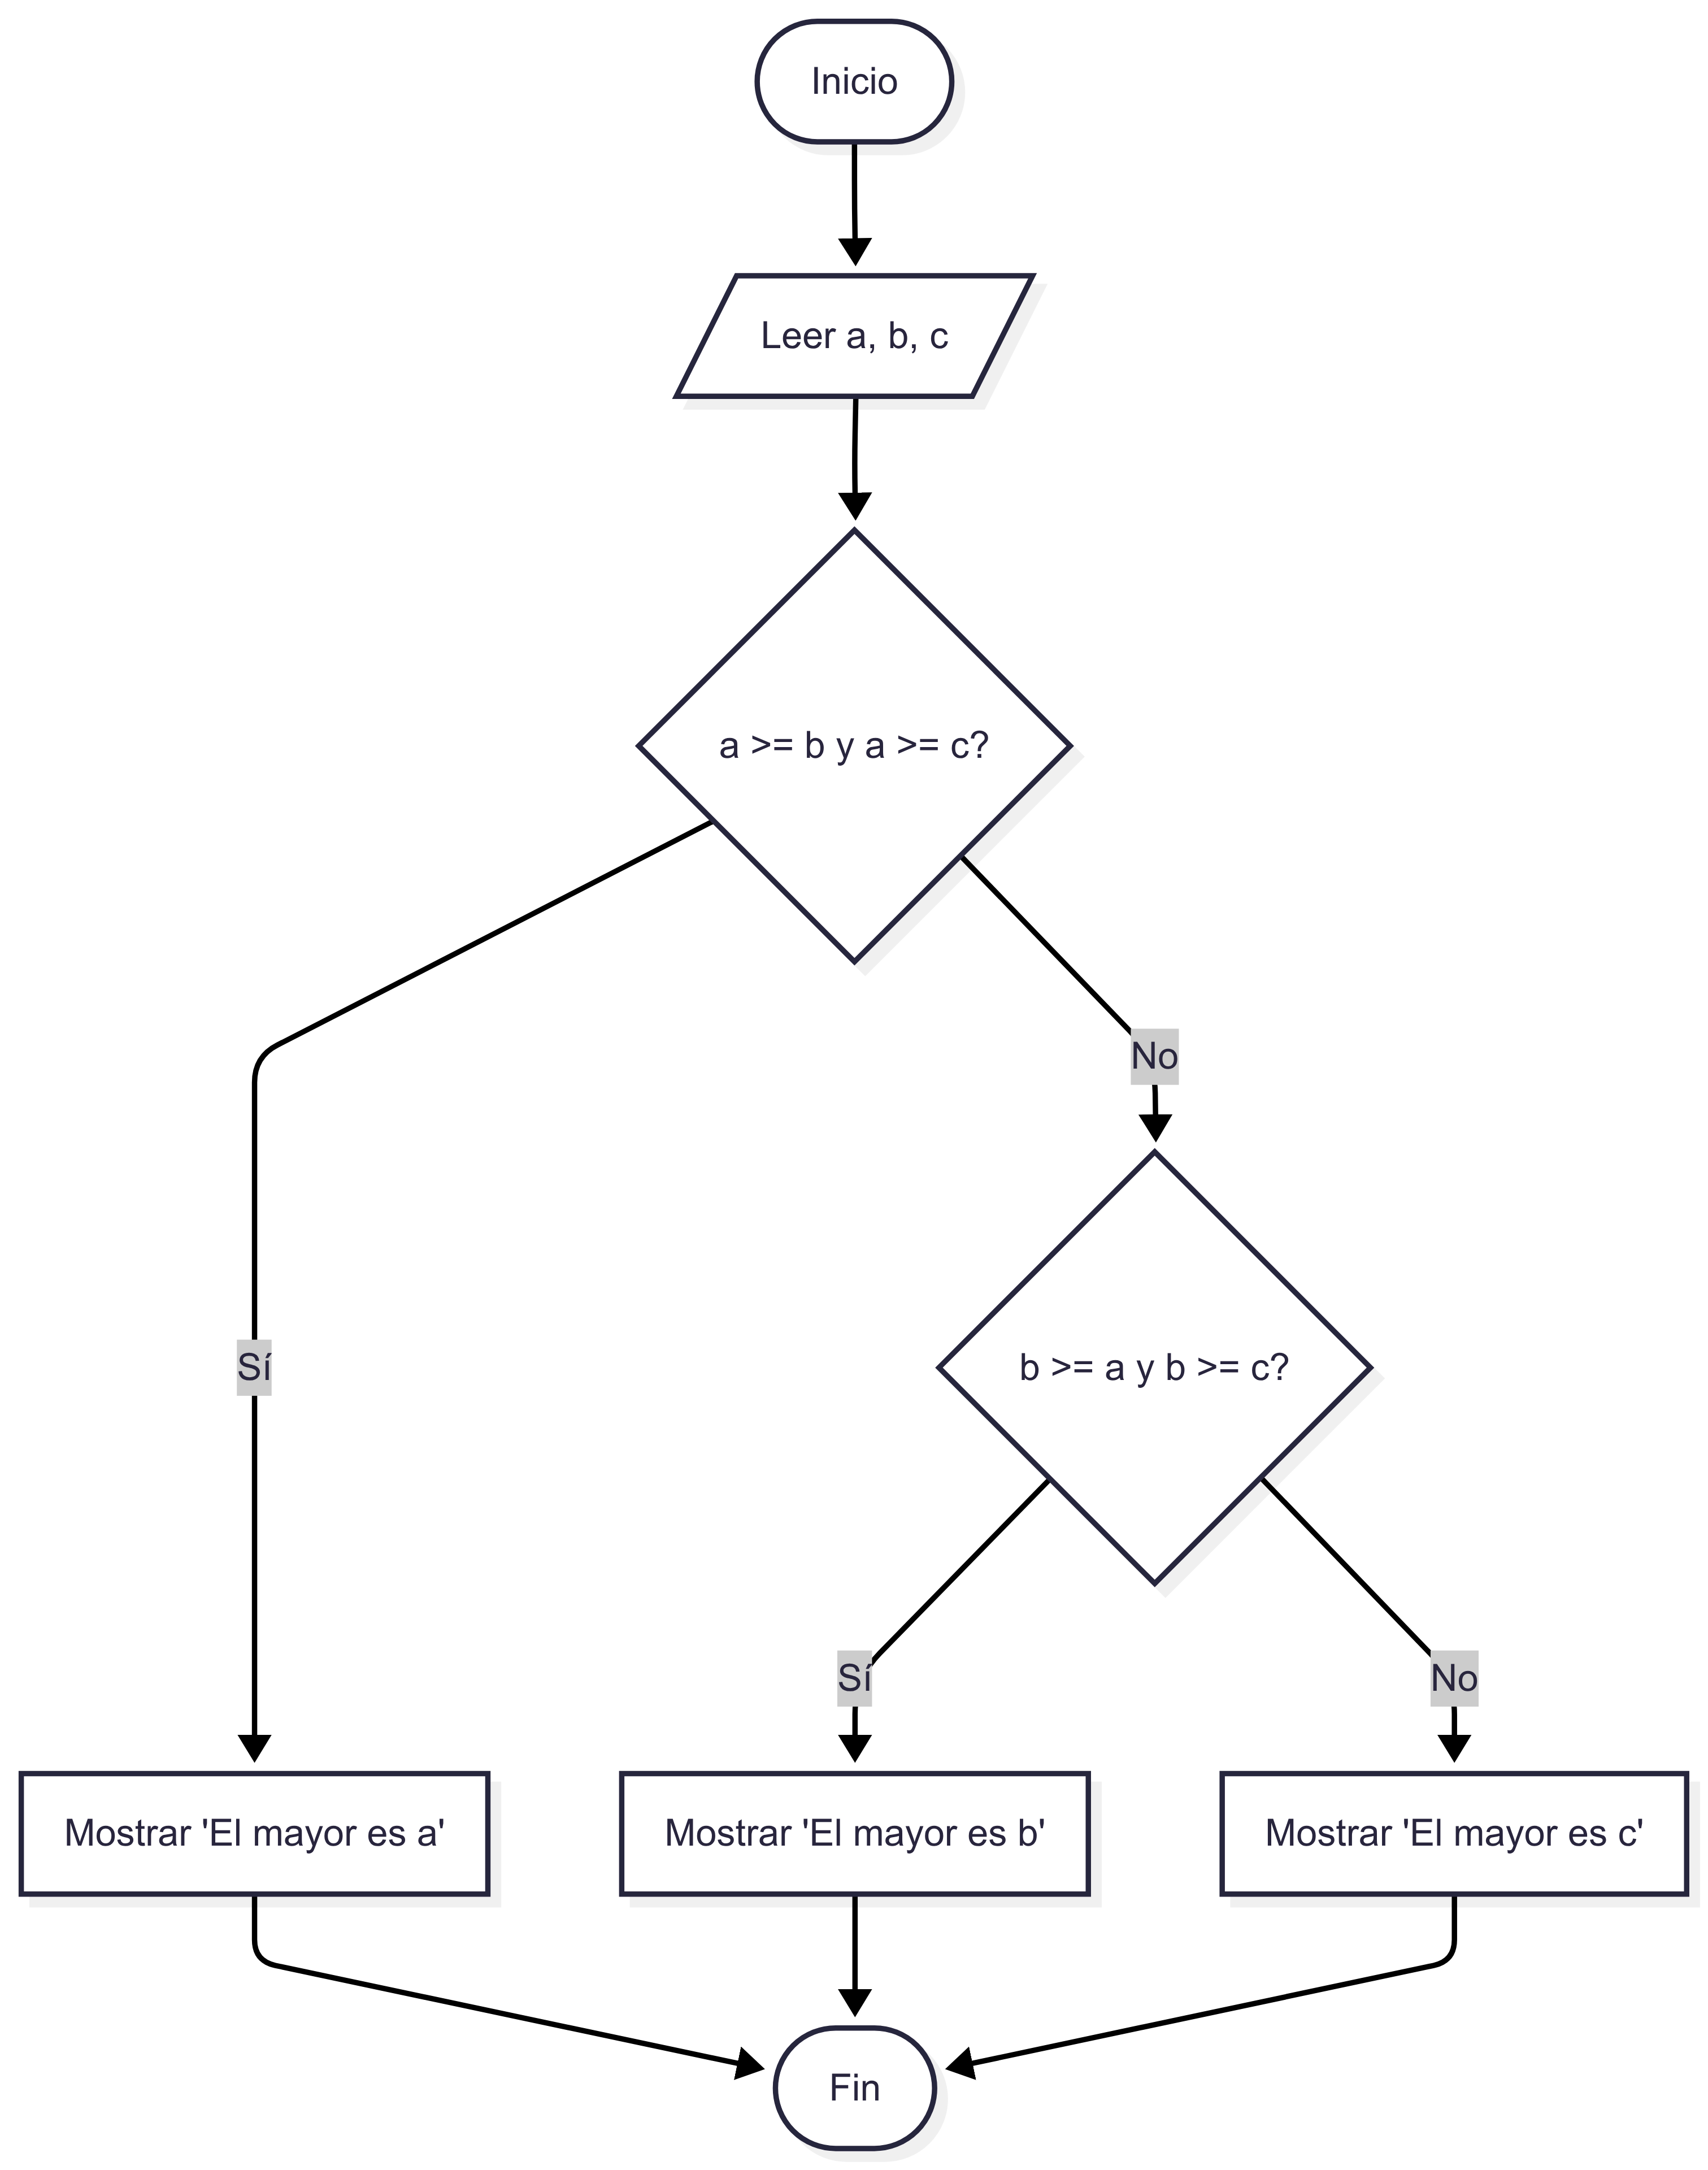 Inicio
Leer a, b, c
a >= b y a >= c?
No
Sí
b >= a y b >= c?
Sí
No
Mostrar 'El mayor es a'
Mostrar 'El mayor es b'
Mostrar 'El mayor es c'
Fin